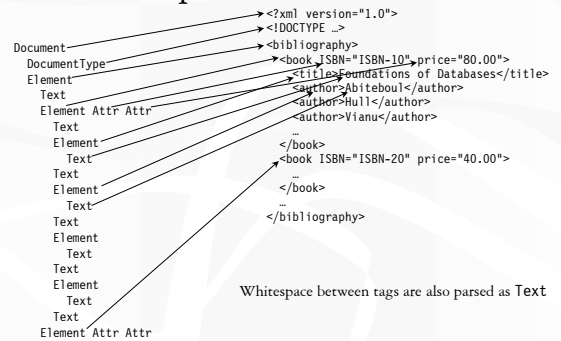 Document
DocumentType
Element
Text
Element Attr Attr
Text
Element
Text
Text
Element
Text
Text
Element
Text
Text
Element
Text
Text
Element Attr Attr
<?xml version="1.0">
<!DOCTYPE …>
<bibliography>
<book ISBN="ISBN-10" price="80.00">
<title>Foundations of Databases</title>
<author>Abiteboul</author>
<author>Hull</author>
<author>Vianu</author>
…
</book>
<book ISBN="ISBN-20" price="40.00">
…
</book>
…
</bibliography>
Whitespace between tags are also parsed as Text